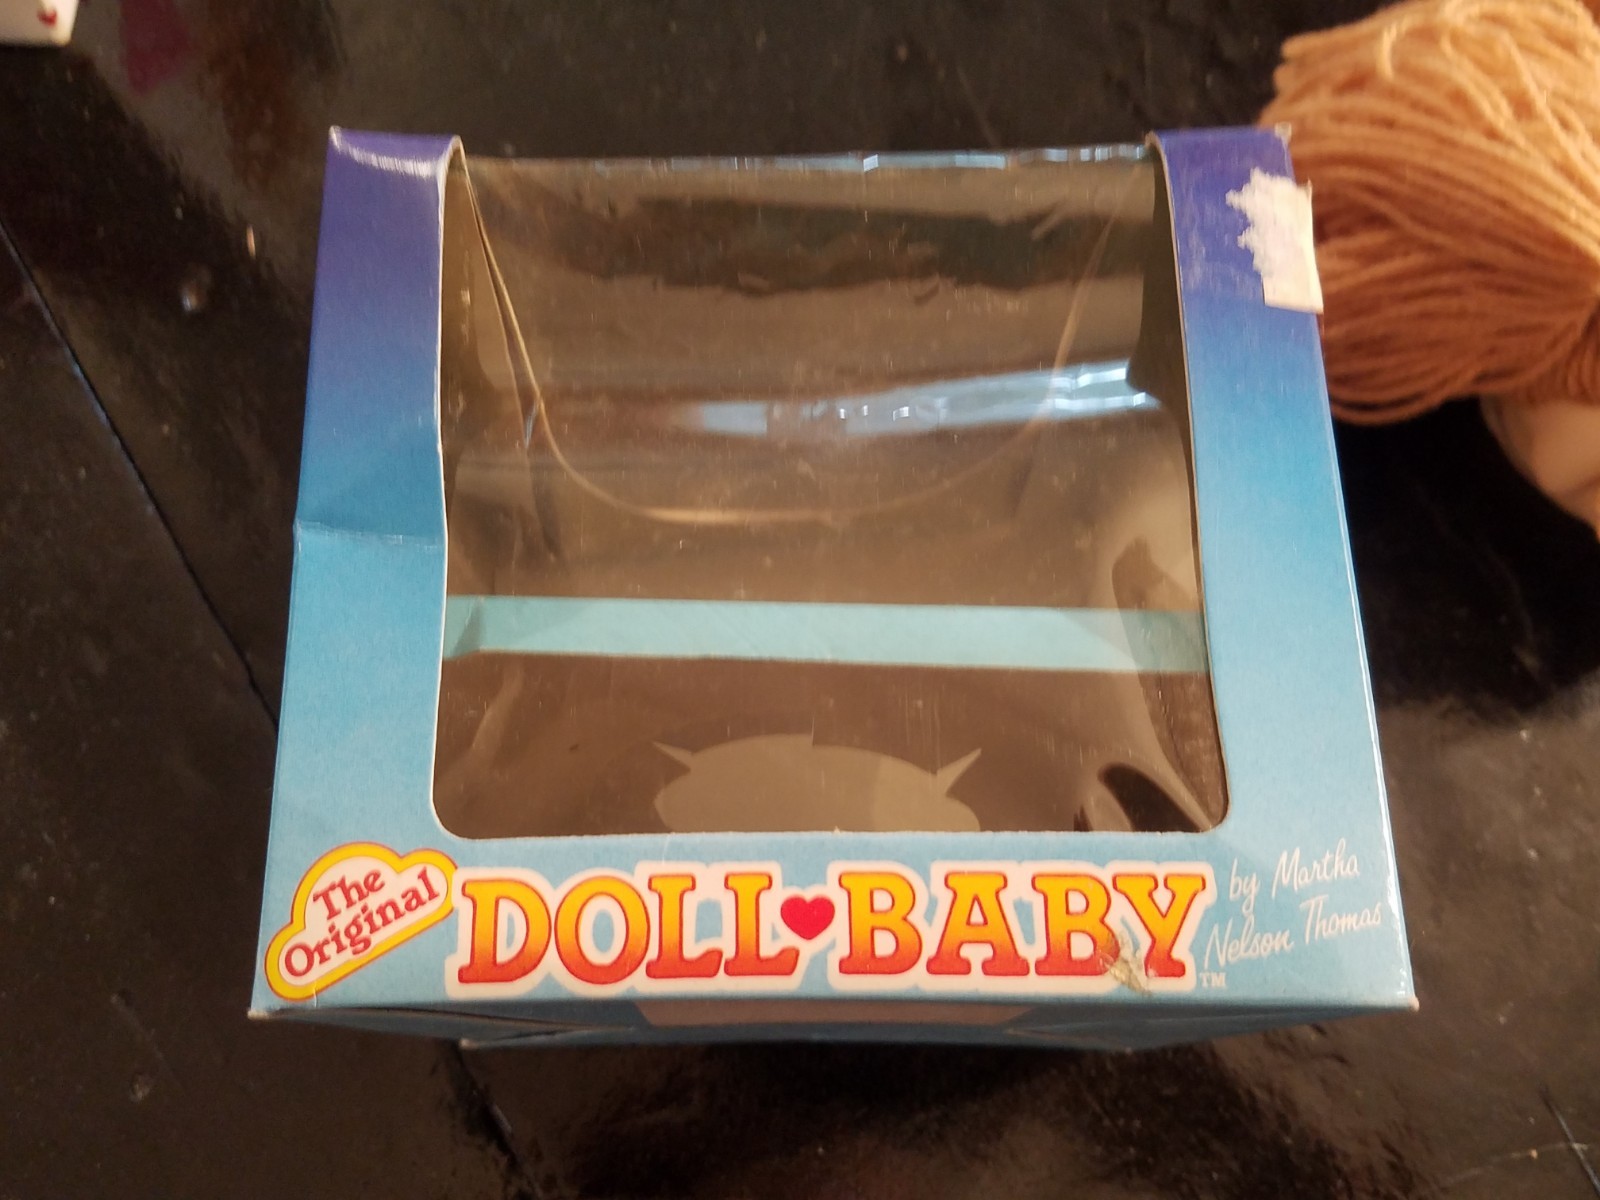 The
Original
DOLL♥BABY
by Martha
Nelson Thomas
TM